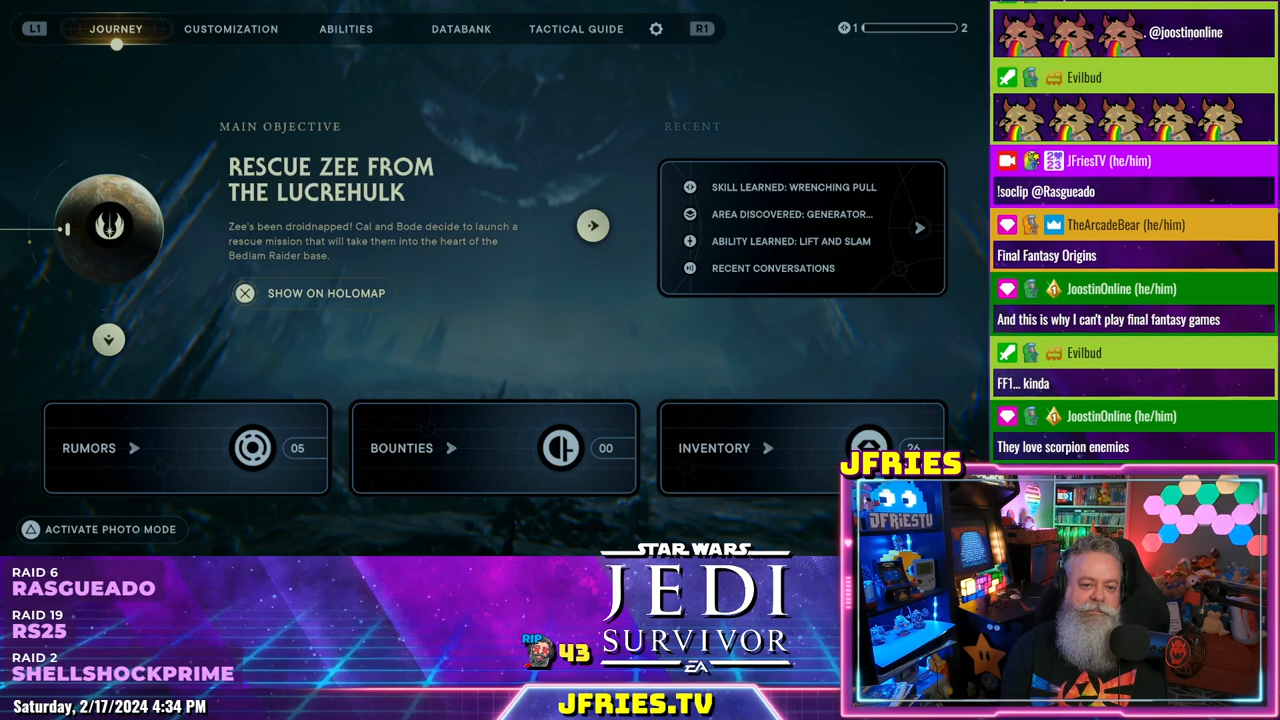 L1
JOURNEY
CUSTOMIZATION
ABILITIES
DATABANK
TACTICAL GUIDE
R1
1
2
MAIN OBJECTIVE
RESCUE ZEE FROM
THE LUCREHULK
Zee's been droidnapped! Cal and Bode decide to launch a
rescue mission that will take them into the heart of the
Bedlam Raider base.
SHOW ON HOLOMAP
RECENT
SKILL LEARNED: WRENCHING PULL
AREA DISCOVERED: GENERATOR...
ABILITY LEARNED: LIFT AND SLAM
RECENT CONVERSATIONS
RUMORS
05
BOUNTIES
00
INVENTORY
26
ACTIVATE PHOTO MODE
. @joostinonline
Evilbud
JFriesTV (he/him)
!soclip @Rasgueado
TheArcadeBear (he/him)
Final Fantasy Origins
JoostinOnline (he/him)
And this is why I can't play final fantasy games
Evilbud
FF1... kinda
JoostinOnline (he/him)
They love scorpion enemies
JFRIES
JFRIESTV
RAID 6
RASGUEADO
RAID 19
RS25
RAID 2
SHELLSHOCKPRIME
Saturday, 2/17/2024 4:34 PM
RIP
43
STAR WARS
JEDI
SURVIVOR
EA
JFRIES.TV